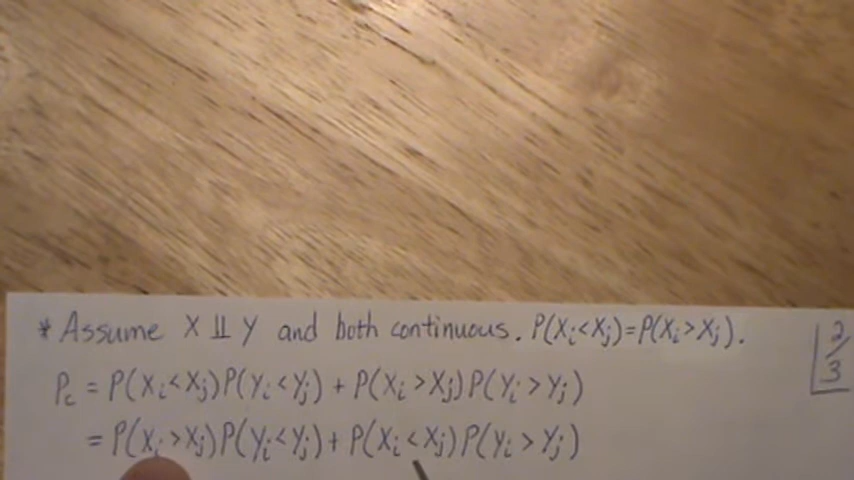 * Assume X ⫫ Y and both continuous. P(Xᵢ<Xⱼ)=P(Xᵢ>Xⱼ).
P_c = P(Xᵢ<Xⱼ)P(Yᵢ<Yⱼ) + P(Xᵢ>Xⱼ)P(Yᵢ>Yⱼ)
= P(Xᵢ>Xⱼ)P(Yᵢ<Yⱼ) + P(Xᵢ<Xⱼ)P(Yᵢ>Yⱼ)
2/3